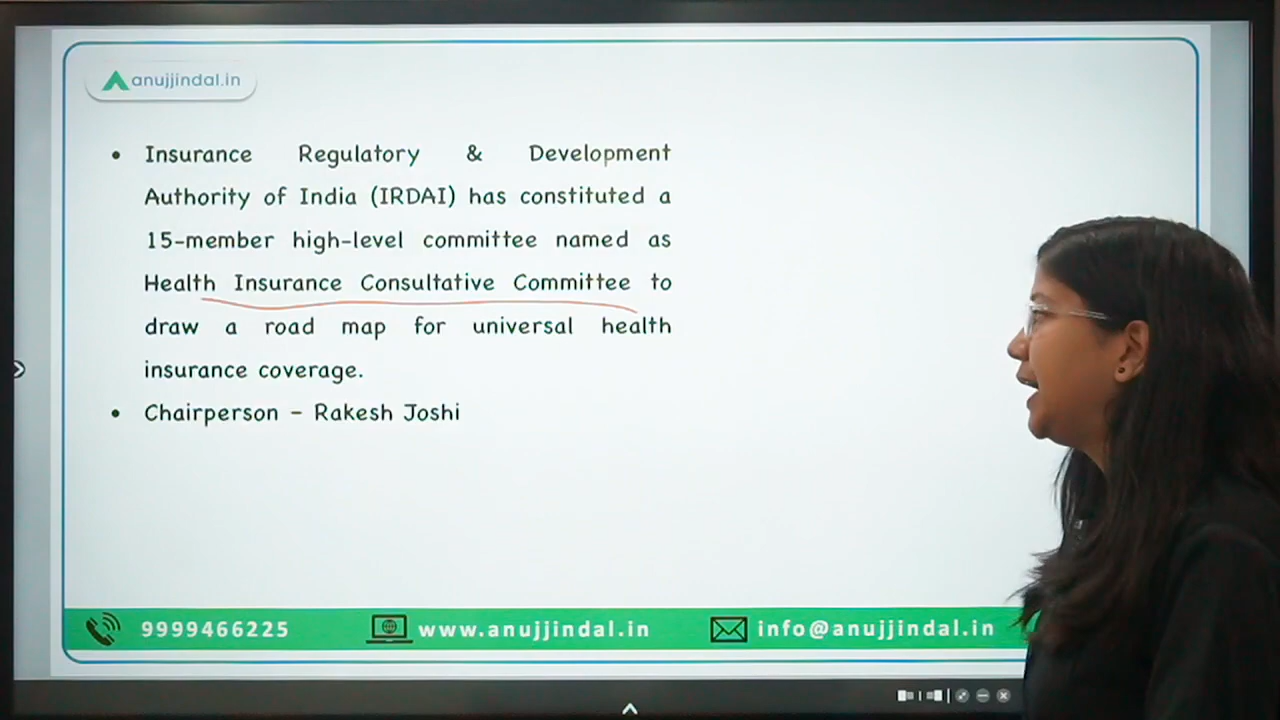 anujjindal.in
• Insurance Regulatory & Development
Authority of India (IRDAI) has constituted a
15-member high-level committee named as
Health Insurance Consultative Committee to
draw a road map for universal health
insurance coverage.
• Chairperson – Rakesh Joshi
9999466225 www.anujjindal.in info@anujjindal.in